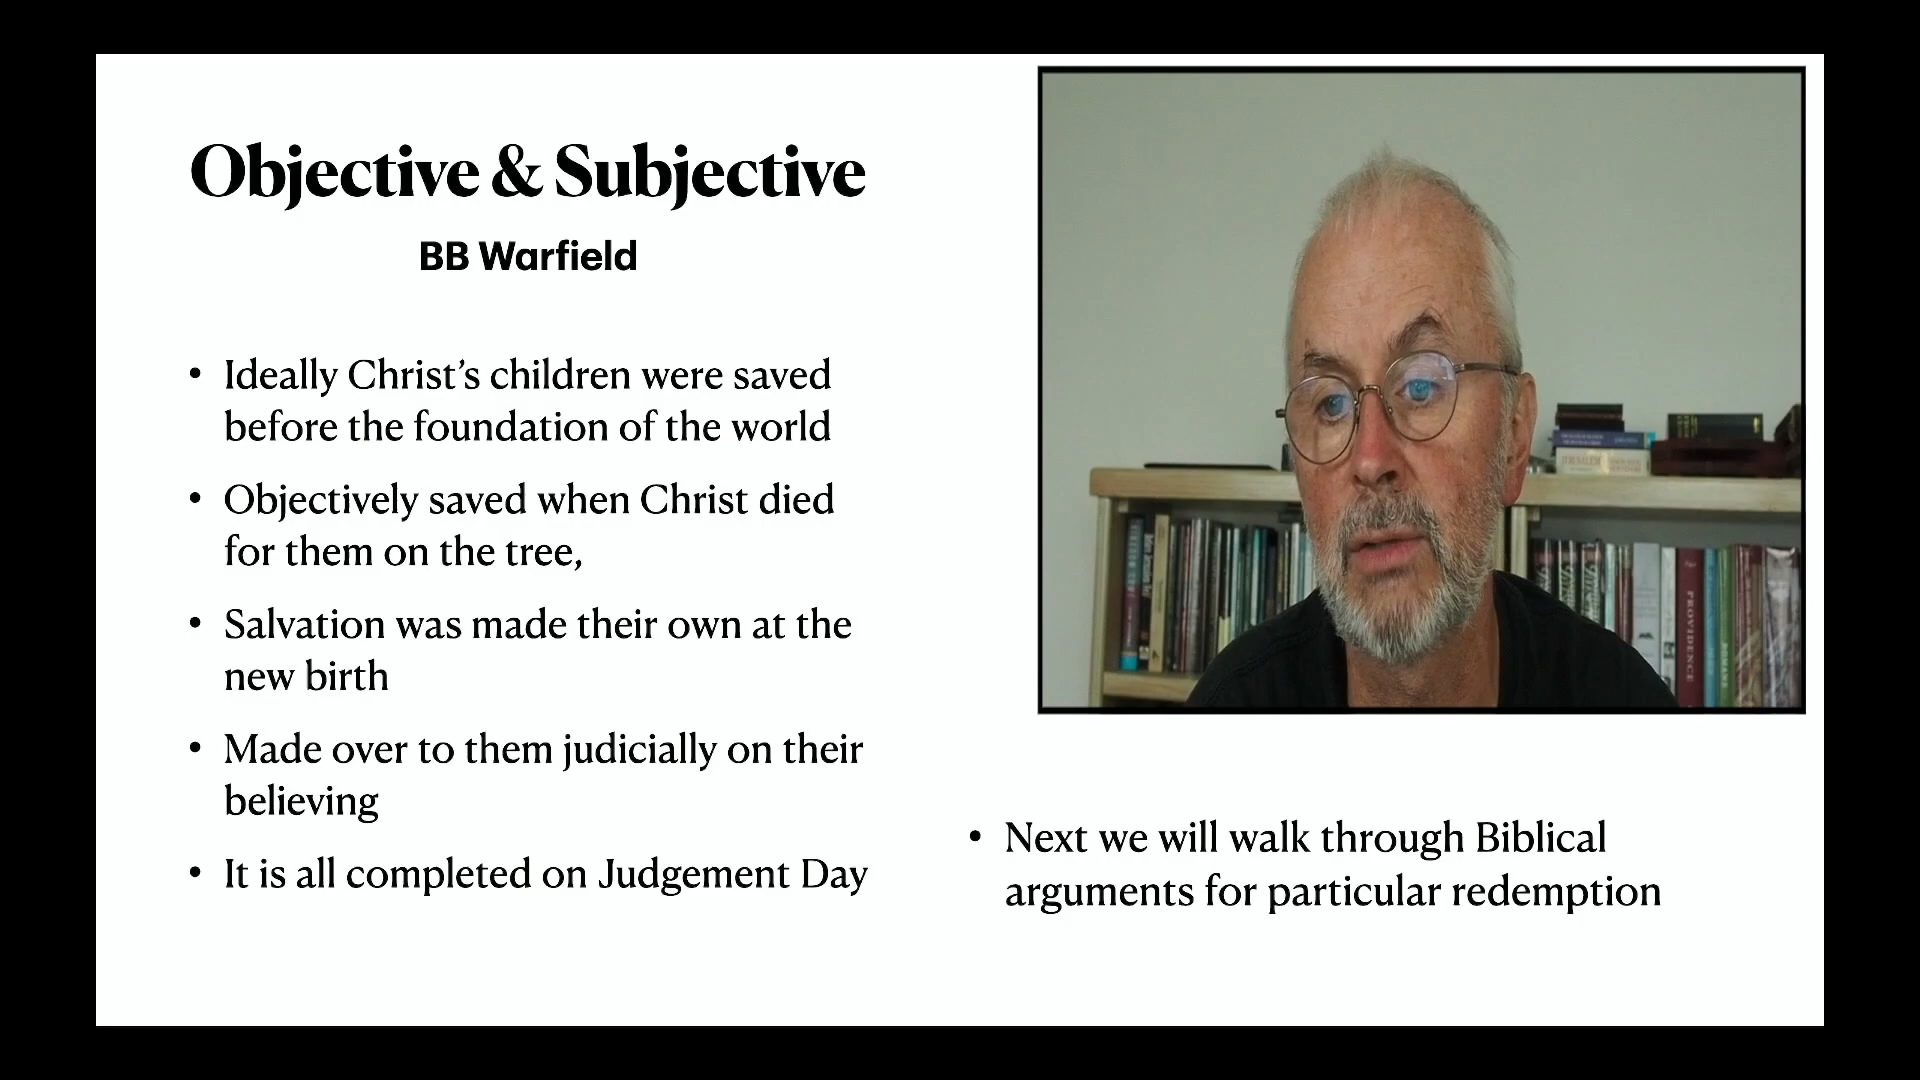 Objective & Subjective
BB Warfield
• Ideally Christ’s children were saved
before the foundation of the world
• Objectively saved when Christ died
for them on the tree,
• Salvation was made their own at the
new birth
• Made over to them judicially on their
believing
• It is all completed on Judgement Day
PROVIDENCE
• Next we will walk through Biblical
arguments for particular redemption